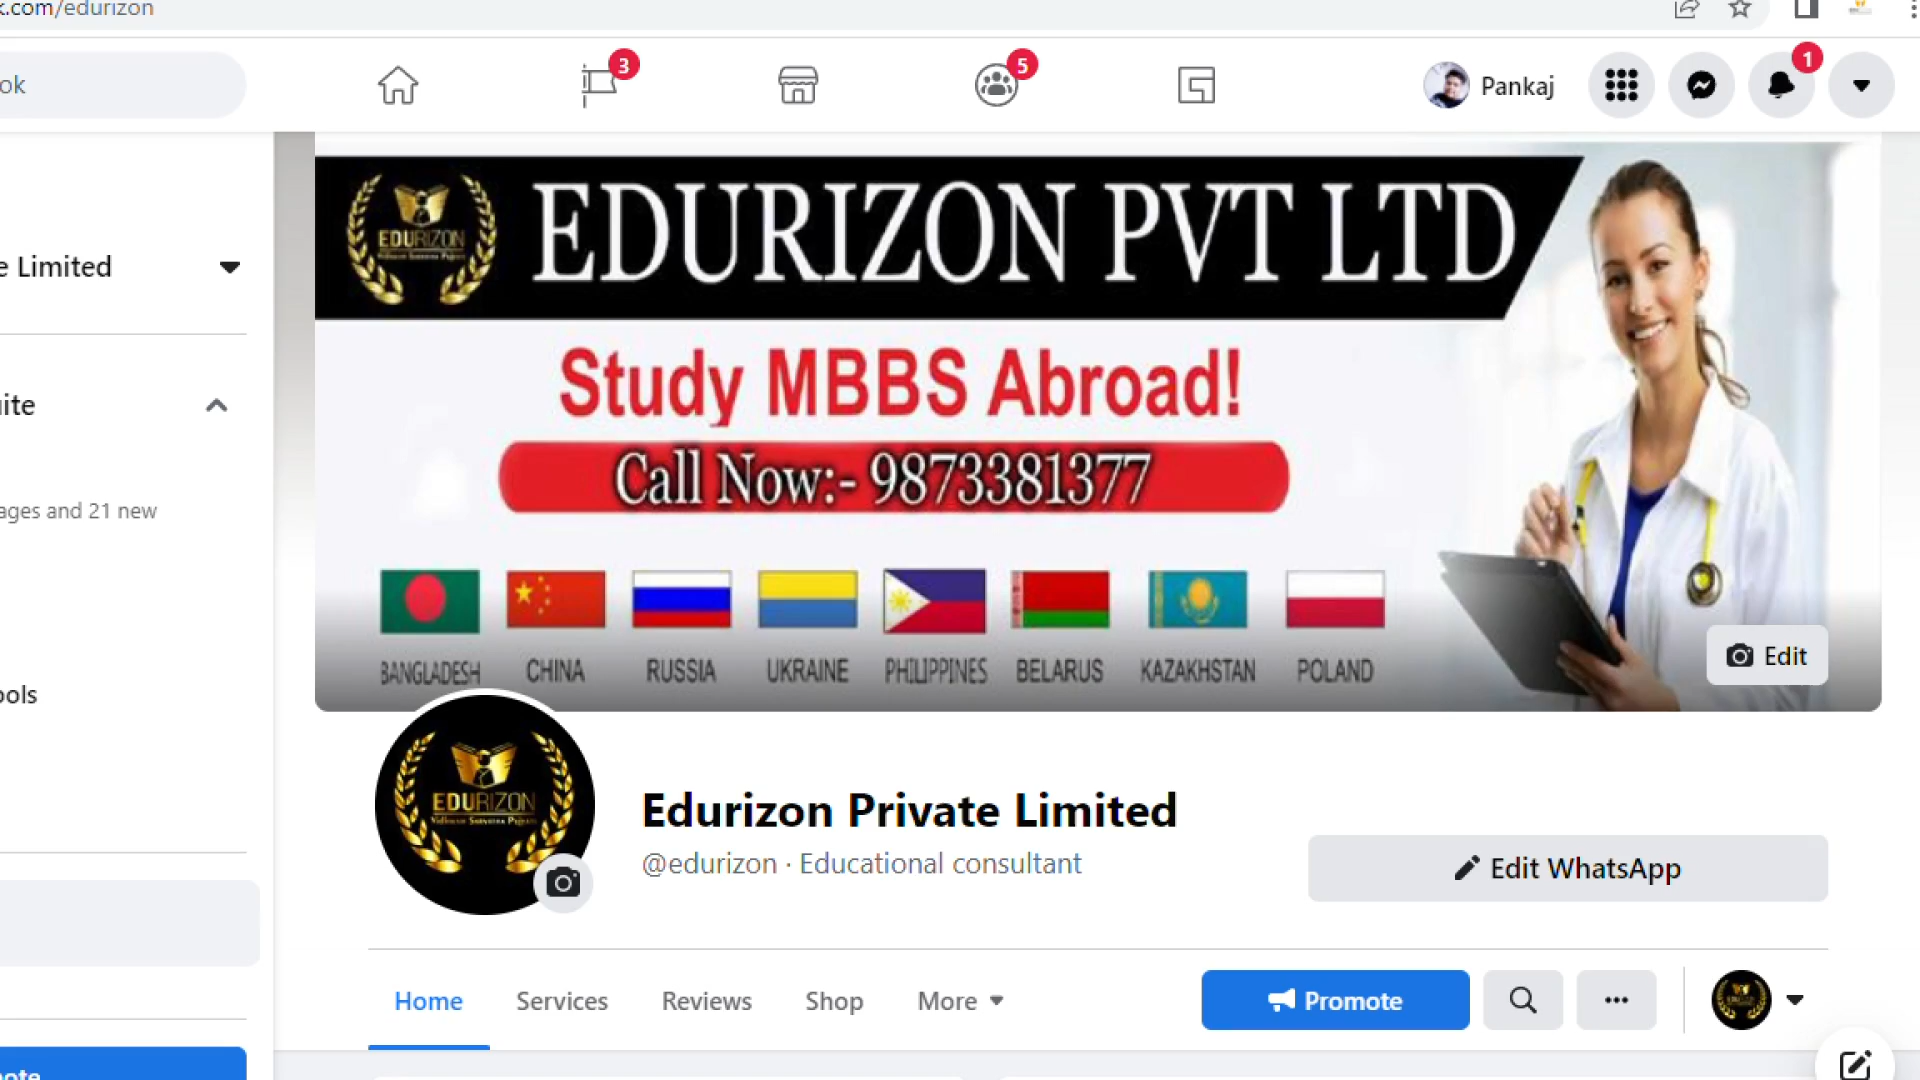 k.com/edurizon
ok
3
5
Pankaj
1
e Limited
ite
ages and 21 new
ools
ote
EDURIZON
EDURIZON PVT LTD
Study MBBS Abroad!
Call Now:- 9873381377
BANGLADESH CHINA RUSSIA UKRAINE PHILIPPINES BELARUS KAZAKHSTAN POLAND
Edit
EDURIZON
Edurizon Private Limited
@edurizon · Educational consultant
Edit WhatsApp
Home Services Reviews Shop More
Promote